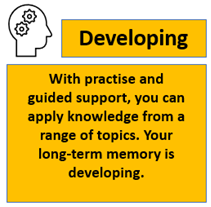 Developing
With practise and
guided support, you can
apply knowledge from a
range of topics. Your
long-term memory is
developing.